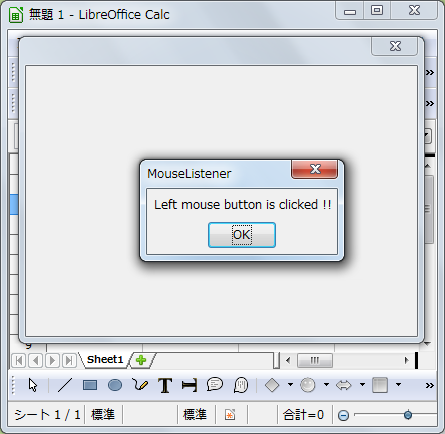 無題 1 - LibreOffice Calc
MouseListener
Left mouse button is clicked !!
OK
9
Sheet1
シート 1 / 1 標準 標準 合計=0